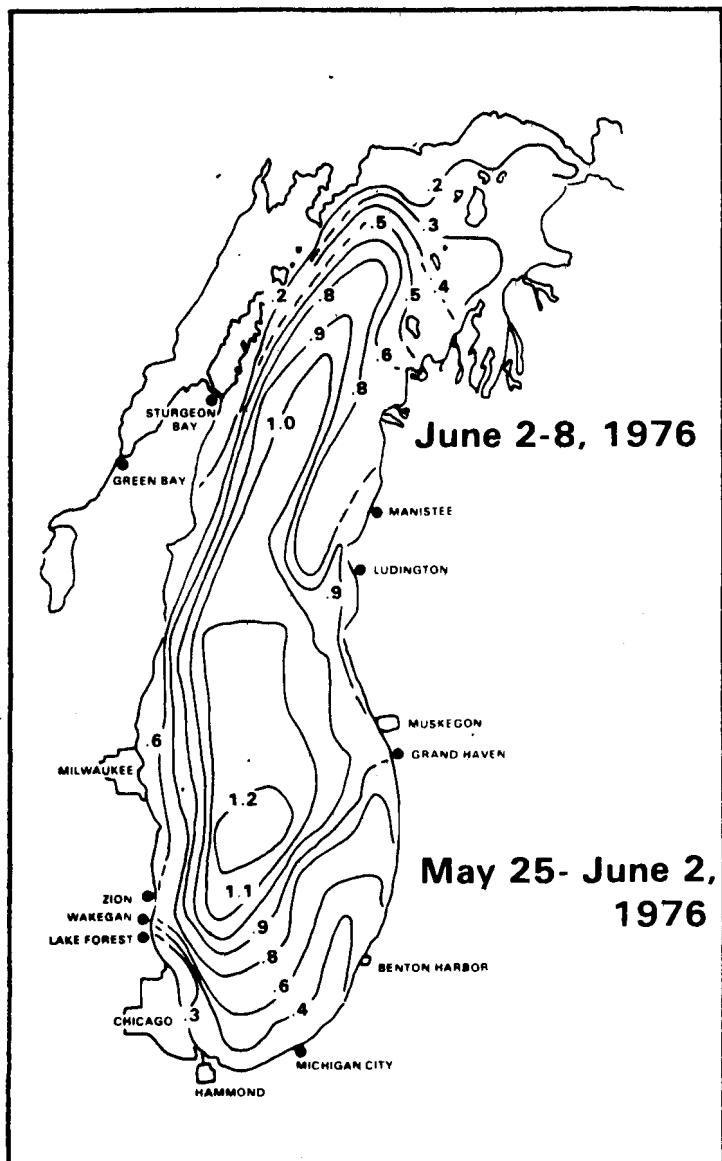 .2
.3
.5
.4
.2
.8
.5
.9
.6
.8
STURGEON
BAY
1.0
June 2-8, 1976
GREEN BAY
MANISTEE
LUDINGTON
.9
MUSKEGON
.6
GRAND HAVEN
MILWAUKEE
1.2
May 25- June 2,
1976
1.1
ZION
WAKEGAN
.9
LAKE FOREST
.8
BENTON HARBOR
.6
.4
.3
CHICAGO
MICHIGAN CITY
HAMMOND